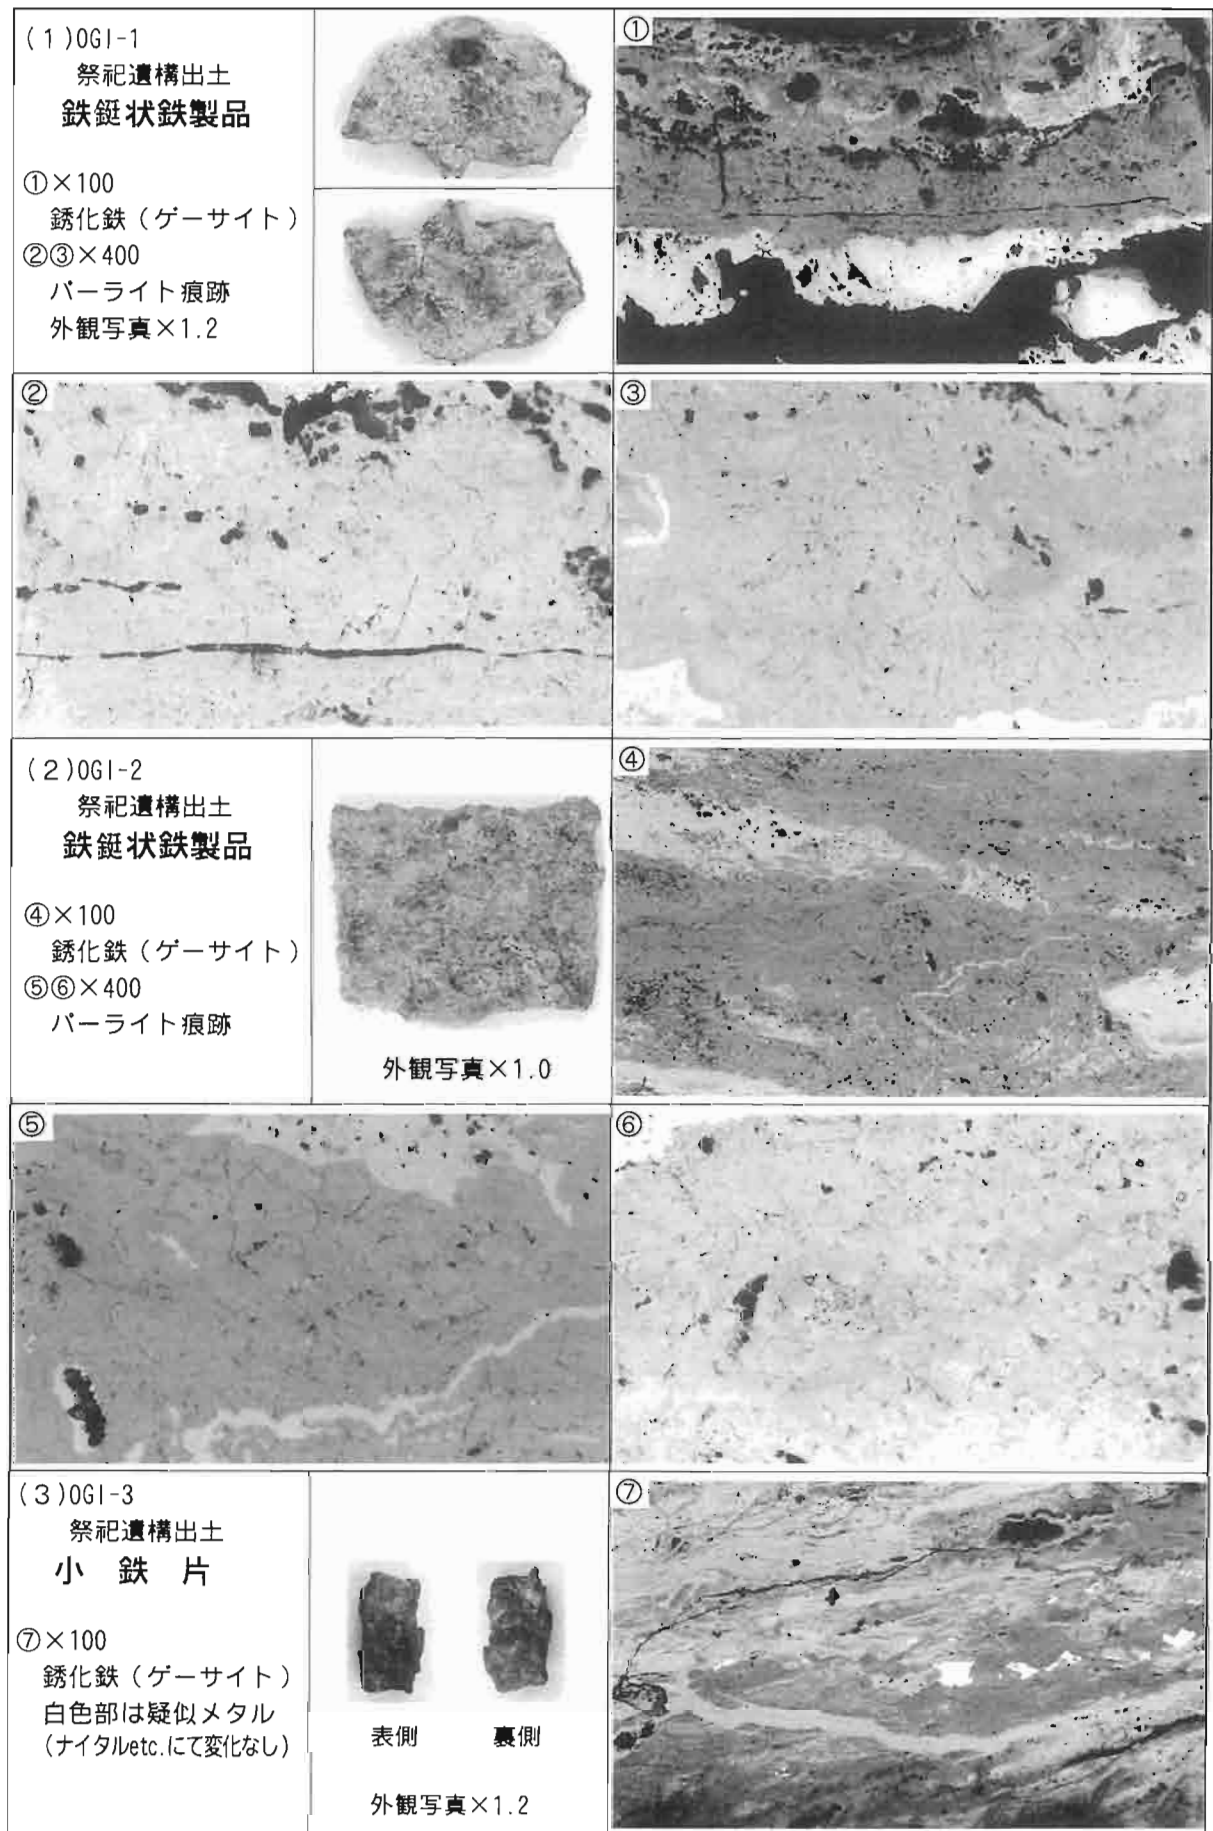 (1)OGI-1
祭祀遺構出土
鉄鋌状鉄製品
①×100
銹化鉄(ゲーサイト)
②③×400
パーライト痕跡
外観写真×1.2
①
②
③
(2)OGI-2
祭祀遺構出土
鉄鋌状鉄製品
④×100
銹化鉄(ゲーサイト)
⑤⑥×400
パーライト痕跡
外観写真×1.0
④
⑤
⑥
(3)OGI-3
祭祀遺構出土
小鉄片
⑦×100
銹化鉄(ゲーサイト)
白色部は疑似メタル
(ナイタルetc.にて変化なし)
表側
裏側
外観写真×1.2
⑦